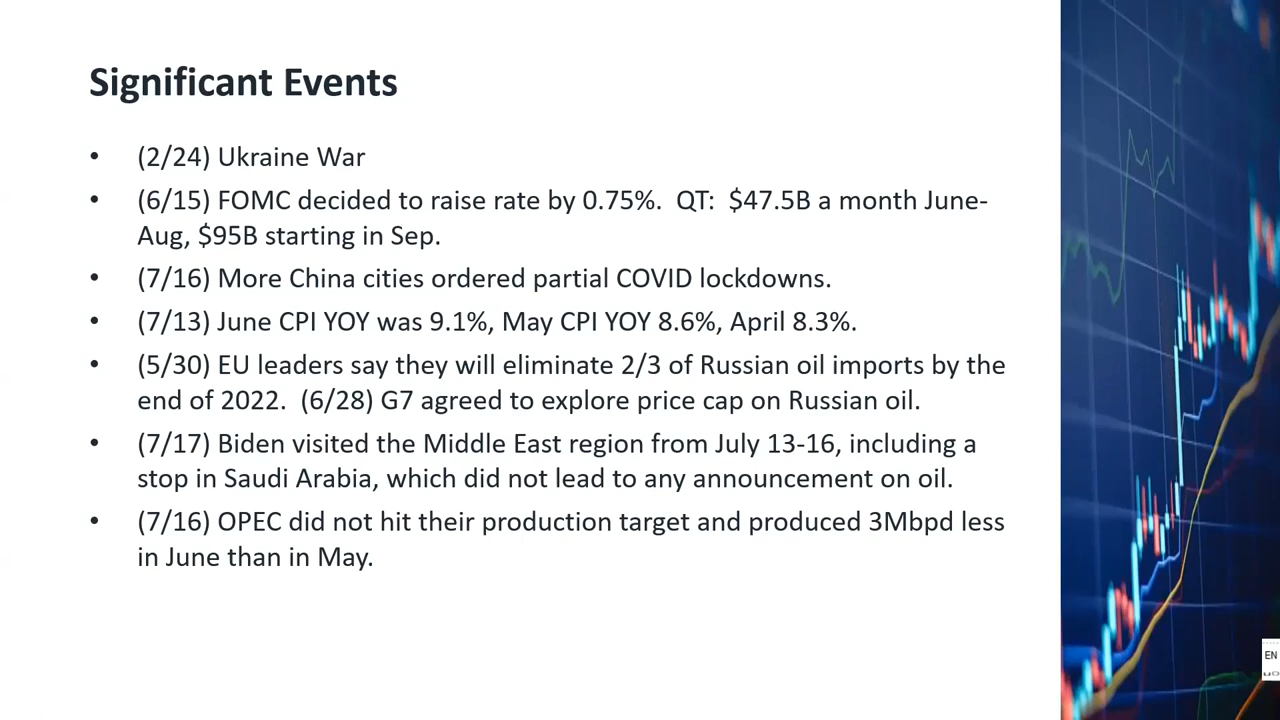 Significant Events
• (2/24) Ukraine War
• (6/15) FOMC decided to raise rate by 0.75%.  QT:  $47.5B a month June-
Aug, $95B starting in Sep.
• (7/16) More China cities ordered partial COVID lockdowns.
• (7/13) June CPI YOY was 9.1%, May CPI YOY 8.6%, April 8.3%.
• (5/30) EU leaders say they will eliminate 2/3 of Russian oil imports by the
end of 2022.  (6/28) G7 agreed to explore price cap on Russian oil.
• (7/17) Biden visited the Middle East region from July 13-16, including a
stop in Saudi Arabia, which did not lead to any announcement on oil.
• (7/16) OPEC did not hit their production target and produced 3Mbpd less
in June than in May.
EN